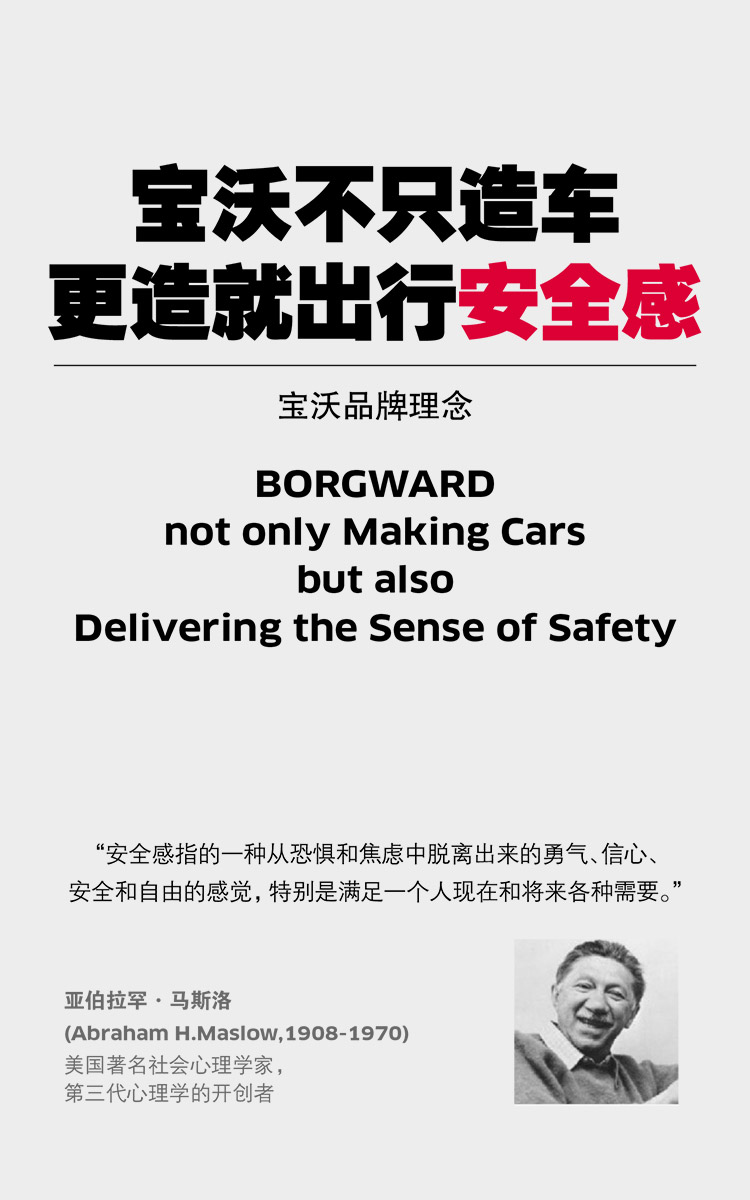 宝沃不只造车
更造就出行安全感
宝沃品牌理念
BORGWARD
not only Making Cars
but also
Delivering the Sense of Safety
“安全感指的一种从恐惧和焦虑中脱离出来的勇气、信心、
安全和自由的感觉，特别是满足一个人现在和将来各种需要。”
亚伯拉罕·马斯洛
(Abraham H.Maslow,1908-1970)
美国著名社会心理学家，
第三代心理学的开创者